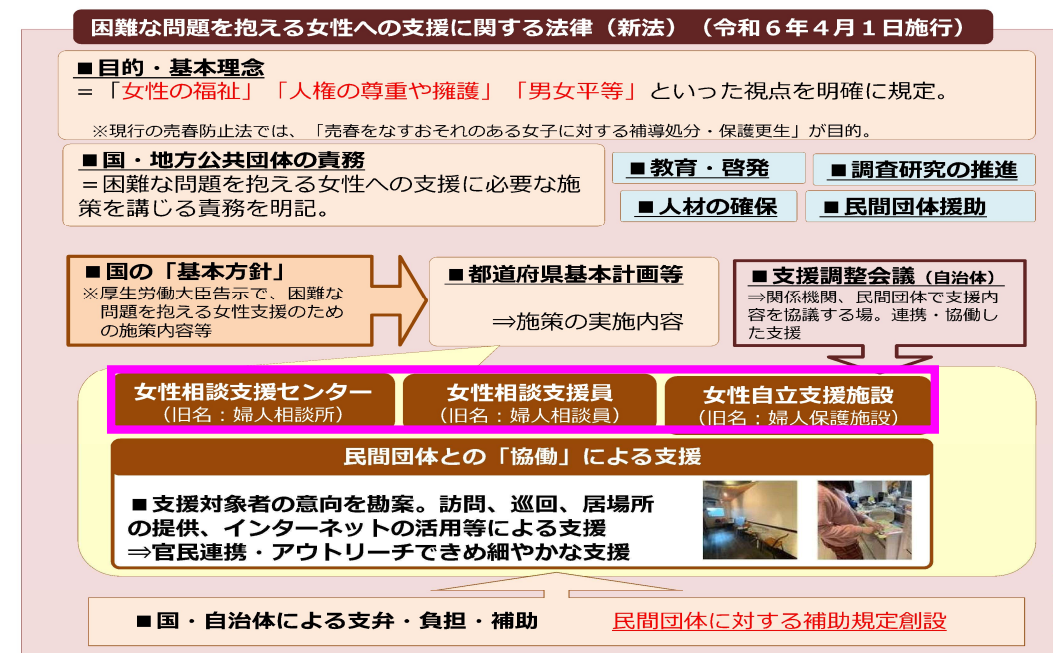 困難な問題を抱える女性への支援に関する法律（新法）（令和６年４月１日施行）
■目的・基本理念
＝「女性の福祉」「人権の尊重や擁護」「男女平等」といった視点を明確に規定。
※現行の売春防止法では、「売春をなすおそれのある女子に対する補導処分・保護更生」が目的。
■国・地方公共団体の責務
＝困難な問題を抱える女性への支援に必要な施
策を講じる責務を明記。
■教育・啓発
■調査研究の推進
■人材の確保
■民間団体援助
■国の「基本方針」
※厚生労働大臣告示で、困難な
問題を抱える女性支援のため
の施策内容等
■都道府県基本計画等
⇒施策の実施内容
■支援調整会議（自治体）
⇒関係機関、民間団体で支援内
容を協議する場。連携・協働し
た支援
女性相談支援センター
（旧名：婦人相談所）
女性相談支援員
（旧名：婦人相談員）
女性自立支援施設
（旧名：婦人保護施設）
民間団体との「協働」による支援
■支援対象者の意向を勘案。訪問、巡回、居場所
の提供、インターネットの活用等による支援
⇒官民連携・アウトリーチできめ細やかな支援
■国・自治体による支弁・負担・補助
民間団体に対する補助規定創設